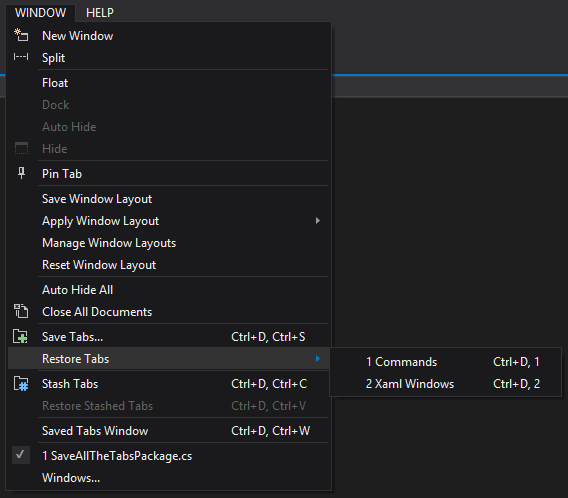 WINDOW HELP
New Window
Split
Float
Dock
Auto Hide
Hide
Pin Tab
Save Window Layout
Apply Window Layout
Manage Window Layouts
Reset Window Layout
Auto Hide All
Close All Documents
Save Tabs... Ctrl+D, Ctrl+S
Restore Tabs
1 Commands Ctrl+D, 1
2 Xaml Windows Ctrl+D, 2
Stash Tabs Ctrl+D, Ctrl+C
Restore Stashed Tabs Ctrl+D, Ctrl+V
Saved Tabs Window Ctrl+D, Ctrl+W
1 SaveAllTheTabsPackage.cs
Windows...